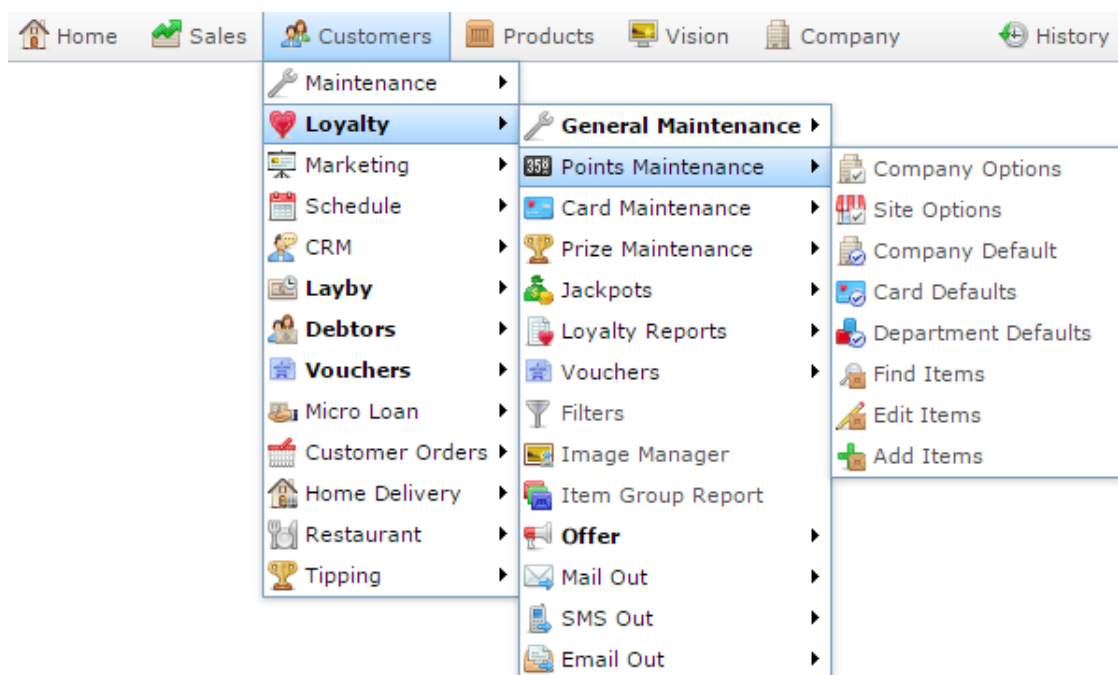 Home Sales Customers Products Vision Company History
Maintenance
Loyalty
Marketing
Schedule
CRM
Layby
Debtors
Vouchers
Micro Loan
Customer Orders
Home Delivery
Restaurant
Tipping
General Maintenance
Points Maintenance
Card Maintenance
Prize Maintenance
Jackpots
Loyalty Reports
Vouchers
Filters
Image Manager
Item Group Report
Offer
Mail Out
SMS Out
Email Out
Company Options
Site Options
Company Default
Card Defaults
Department Defaults
Find Items
Edit Items
Add Items